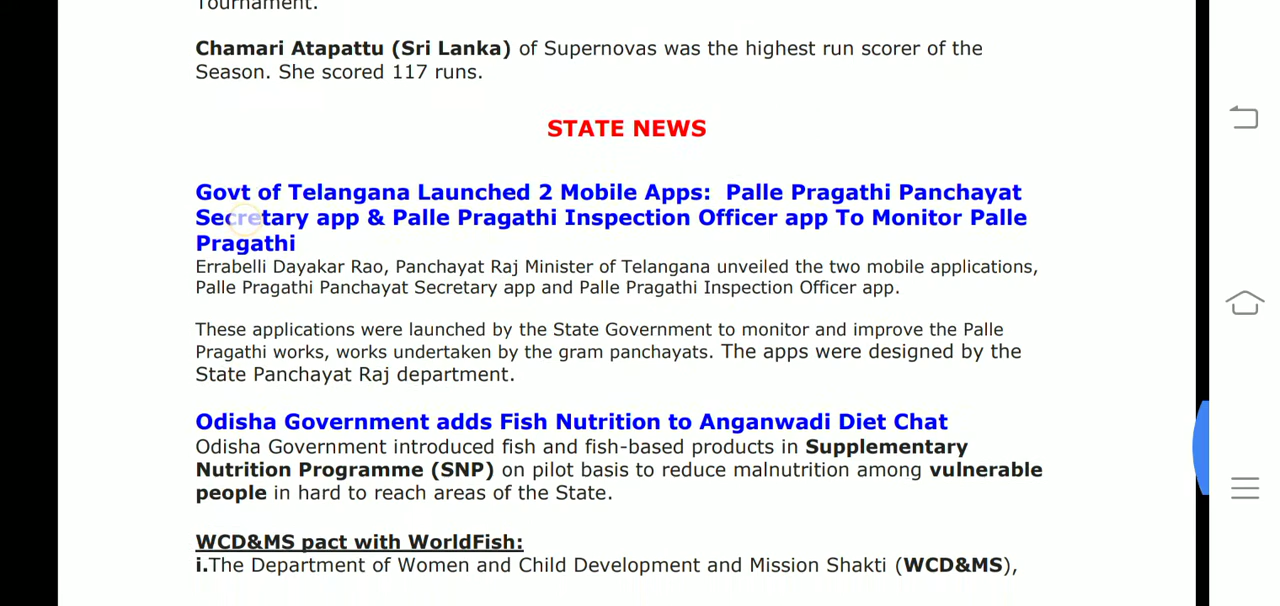 Tournament.
Chamari Atapattu (Sri Lanka) of Supernovas was the highest run scorer of the
Season. She scored 117 runs.
STATE NEWS
Govt of Telangana Launched 2 Mobile Apps: Palle Pragathi Panchayat
Secretary app & Palle Pragathi Inspection Officer app To Monitor Palle
Pragathi
Errabelli Dayakar Rao, Panchayat Raj Minister of Telangana unveiled the two mobile applications,
Palle Pragathi Panchayat Secretary app and Palle Pragathi Inspection Officer app.
These applications were launched by the State Government to monitor and improve the Palle
Pragathi works, works undertaken by the gram panchayats. The apps were designed by the
State Panchayat Raj department.
Odisha Government adds Fish Nutrition to Anganwadi Diet Chat
Odisha Government introduced fish and fish-based products in Supplementary
Nutrition Programme (SNP) on pilot basis to reduce malnutrition among vulnerable
people in hard to reach areas of the State.
WCD&MS pact with WorldFish:
i.The Department of Women and Child Development and Mission Shakti (WCD&MS),